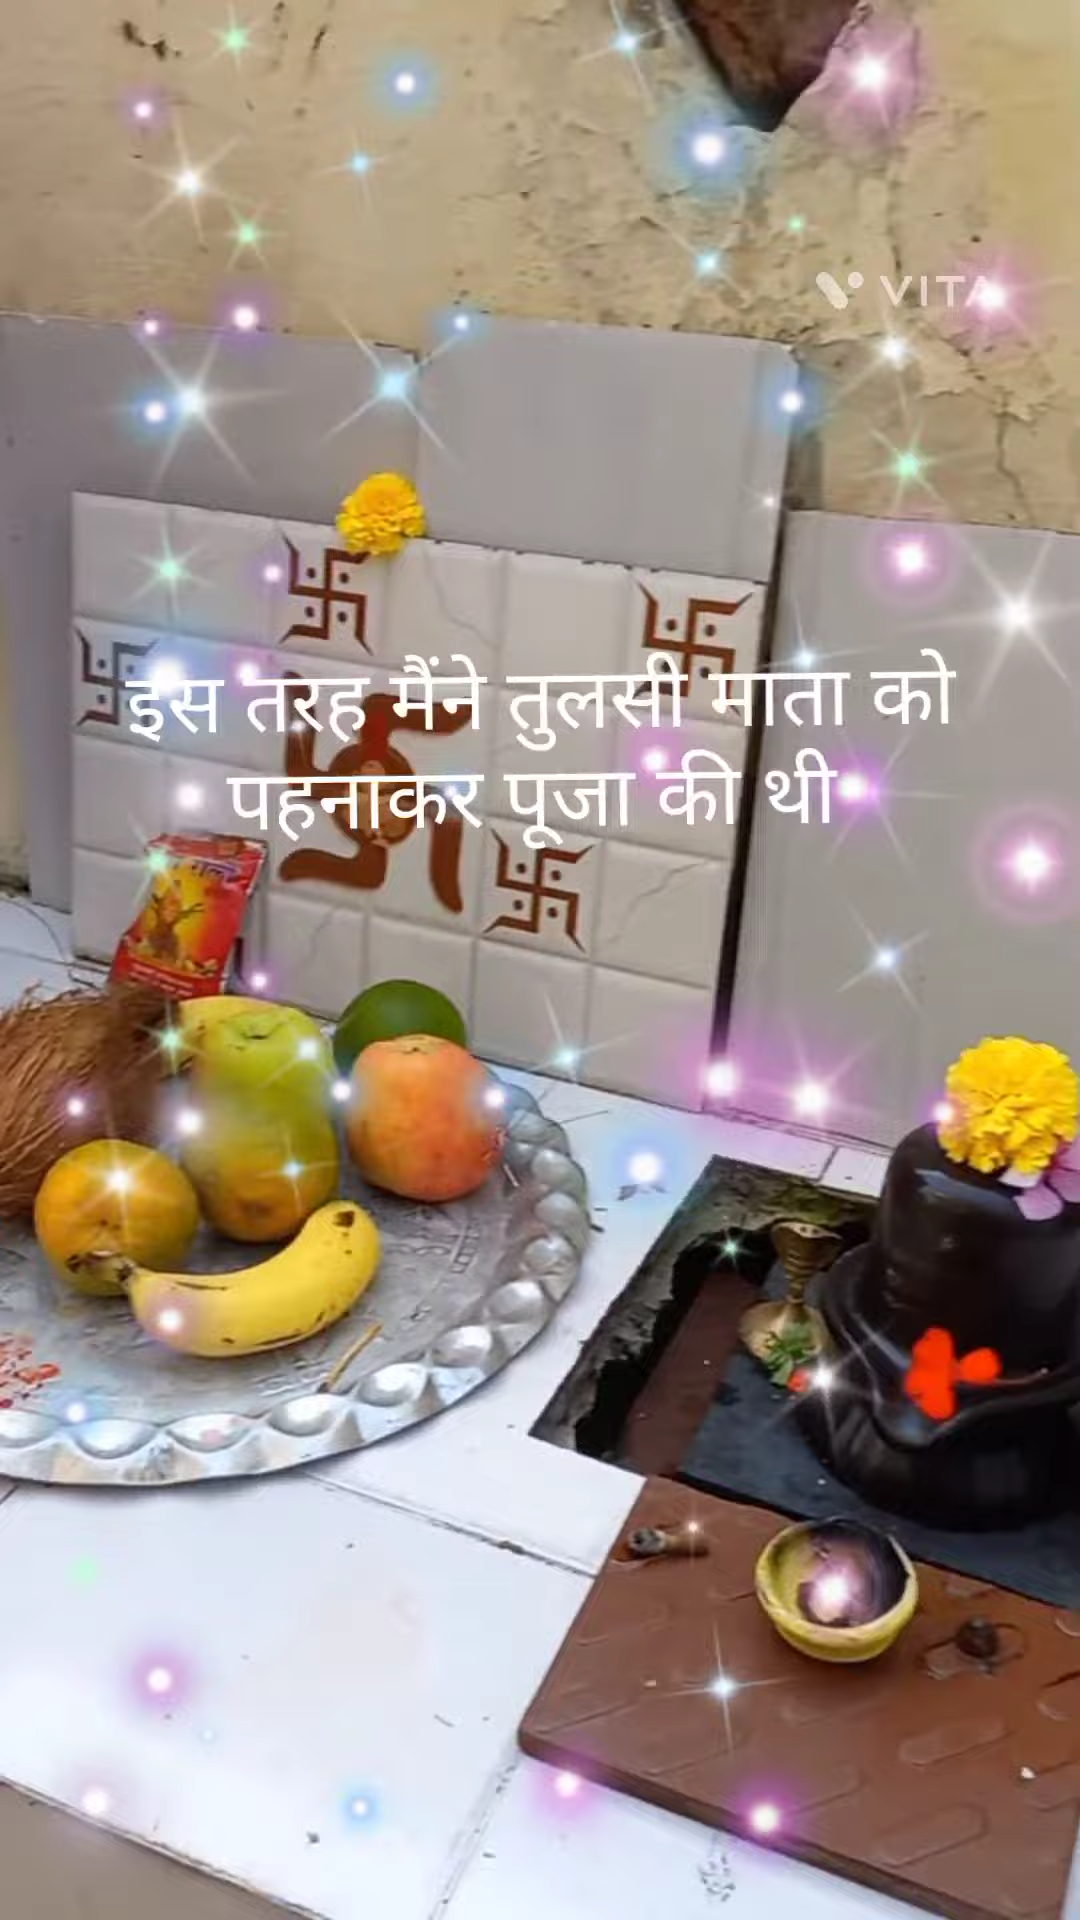 VITA
इस तरह मैंने तुलसी माता को
पहनाकर पूजा की थी